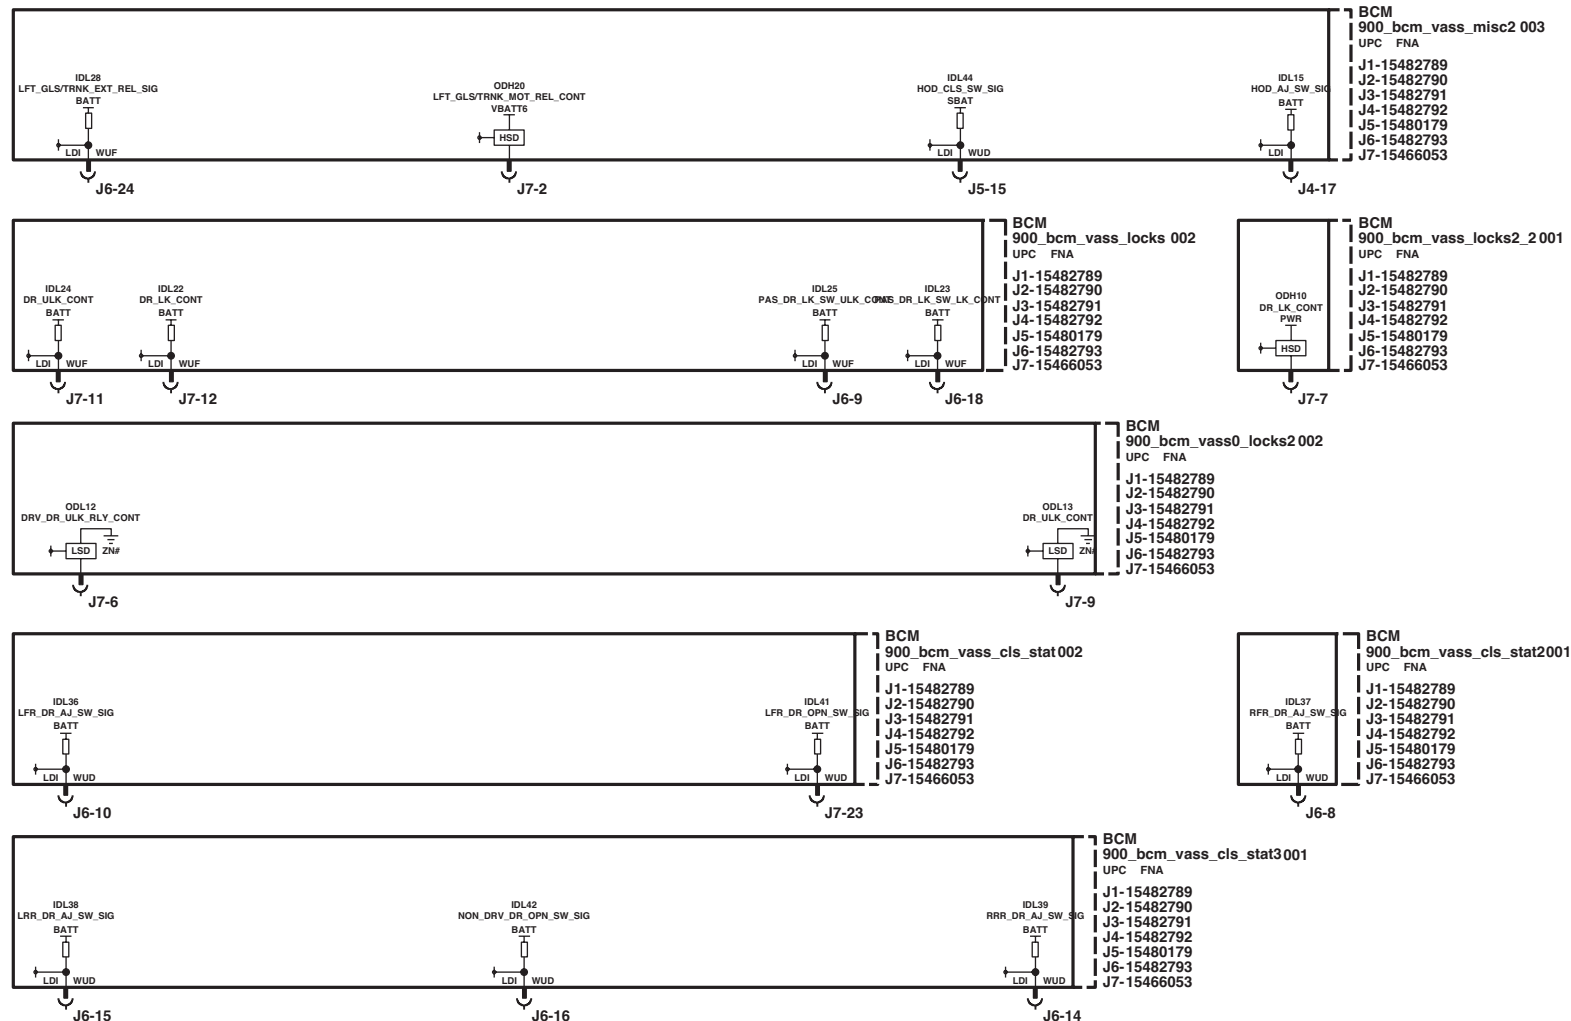 BCM
900_bcm_vass_misc2 003
UPC FNA
J1-15482789
J2-15482790
J3-15482791
J4-15482792
J5-15480179
J6-15482793
J7-15466053
IDL28
LFT_GLS/TRNK_EXT_REL_SIG
BATT
LDI WUF
J6-24
ODH20
LFT_GLS/TRNK_MOT_REL_CONT
VBATT6
HSD
J7-2
IDL44
HOD_CLS_SW_SIG
SBAT
LDI WUD
J5-15
IDL15
HOD_AJ_SW_SIG
BATT
LDI
J4-17
BCM
900_bcm_vass_locks 002
UPC FNA
J1-15482789
J2-15482790
J3-15482791
J4-15482792
J5-15480179
J6-15482793
J7-15466053
IDL24
DR_ULK_CONT
BATT
LDI WUF
J7-11
IDL22
DR_LK_CONT
BATT
LDI WUF
J7-12
IDL25
PAS_DR_LK_SW_ULK_CONT
BATT
LDI WUF
J6-9
IDL23
PAS_DR_LK_SW_LK_CONT
BATT
LDI WUF
J6-18
BCM
900_bcm_vass_locks2_2 001
UPC FNA
J1-15482789
J2-15482790
J3-15482791
J4-15482792
J5-15480179
J6-15482793
J7-15466053
ODH10
DR_LK_CONT
PWR
HSD
J7-7
BCM
900_bcm_vass0_locks2 002
UPC FNA
J1-15482789
J2-15482790
J3-15482791
J4-15482792
J5-15480179
J6-15482793
J7-15466053
ODL12
DRV_DR_ULK_RLY_CONT
LSD ZN#
J7-6
ODL13
DR_ULK_CONT
LSD ZN#
J7-9
BCM
900_bcm_vass_cls_stat 002
UPC FNA
J1-15482789
J2-15482790
J3-15482791
J4-15482792
J5-15480179
J6-15482793
J7-15466053
IDL36
LFR_DR_AJ_SW_SIG
BATT
LDI WUD
J6-10
IDL41
LFR_DR_OPN_SW_SIG
BATT
LDI WUD
J7-23
BCM
900_bcm_vass_cls_stat2 001
UPC FNA
J1-15482789
J2-15482790
J3-15482791
J4-15482792
J5-15480179
J6-15482793
J7-15466053
IDL37
RFR_DR_AJ_SW_SIG
BATT
LDI WUD
J6-8
BCM
900_bcm_vass_cls_stat3 001
UPC FNA
J1-15482789
J2-15482790
J3-15482791
J4-15482792
J5-15480179
J6-15482793
J7-15466053
IDL38
LRR_DR_AJ_SW_SIG
BATT
LDI WUD
J6-15
IDL42
NON_DRV_DR_OPN_SW_SIG
BATT
LDI WUD
J6-16
IDL39
RRR_DR_AJ_SW_SIG
BATT
LDI WUD
J6-14